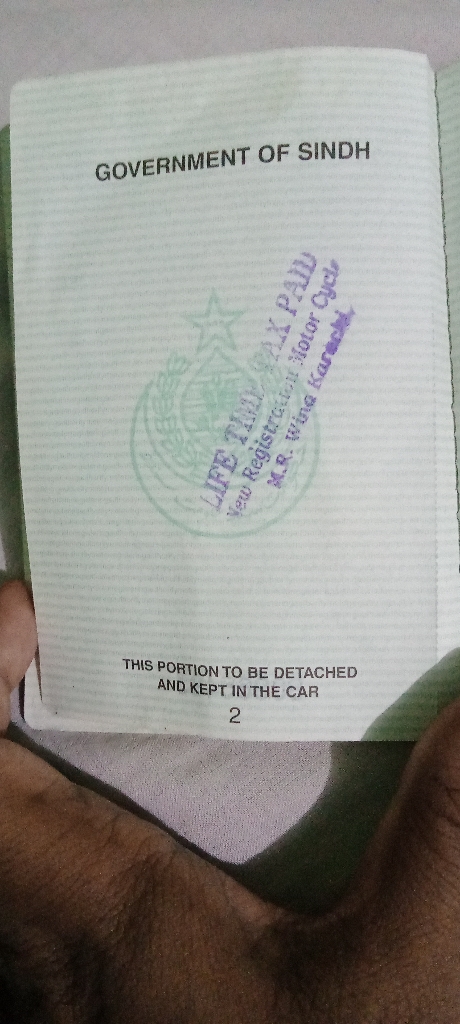 GOVERNMENT OF SINDH
LIFE TIME TAX PAID
New Registration Motor Cycle
M.R. Wing Karachi.
THIS PORTION TO BE DETACHED
AND KEPT IN THE CAR
2